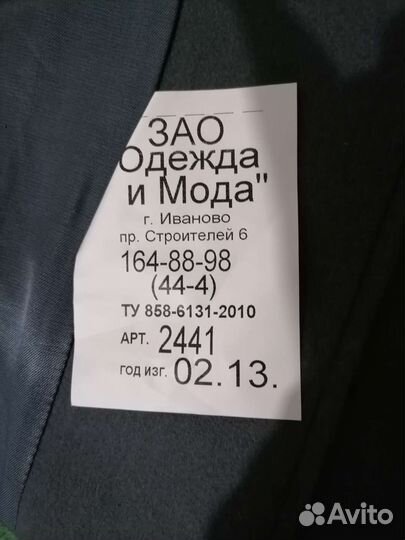 ЗАО
Одежда
и Мода"
г. Иваново
пр. Строителей 6
164-88-98
(44-4)
ТУ 858-6131-2010
АРТ. 2441
год изг. 02.13.
Avito